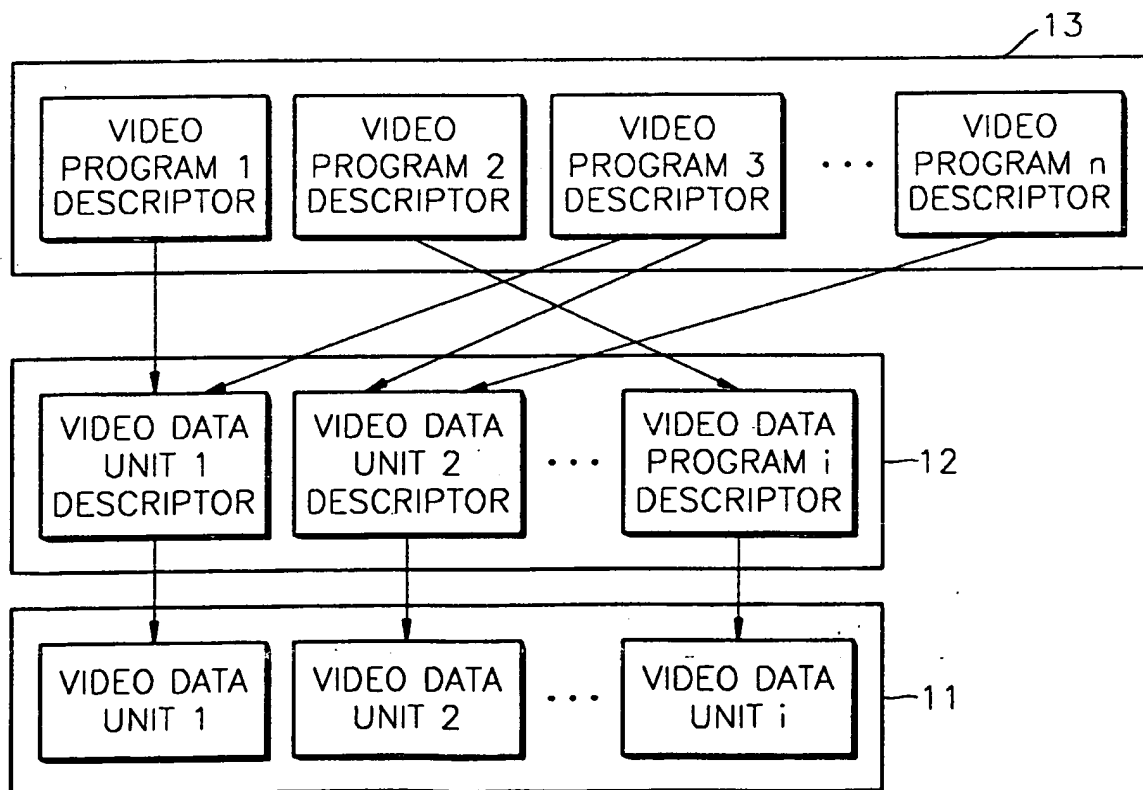 13
VIDEO
PROGRAM 1
DESCRIPTOR
VIDEO
PROGRAM 2
DESCRIPTOR
VIDEO
PROGRAM 3
DESCRIPTOR
...
VIDEO
PROGRAM n
DESCRIPTOR
VIDEO DATA
UNIT 1
DESCRIPTOR
VIDEO DATA
UNIT 2
DESCRIPTOR
...
VIDEO DATA
PROGRAM i
DESCRIPTOR
12
VIDEO DATA
UNIT 1
VIDEO DATA
UNIT 2
...
VIDEO DATA
UNIT i
11